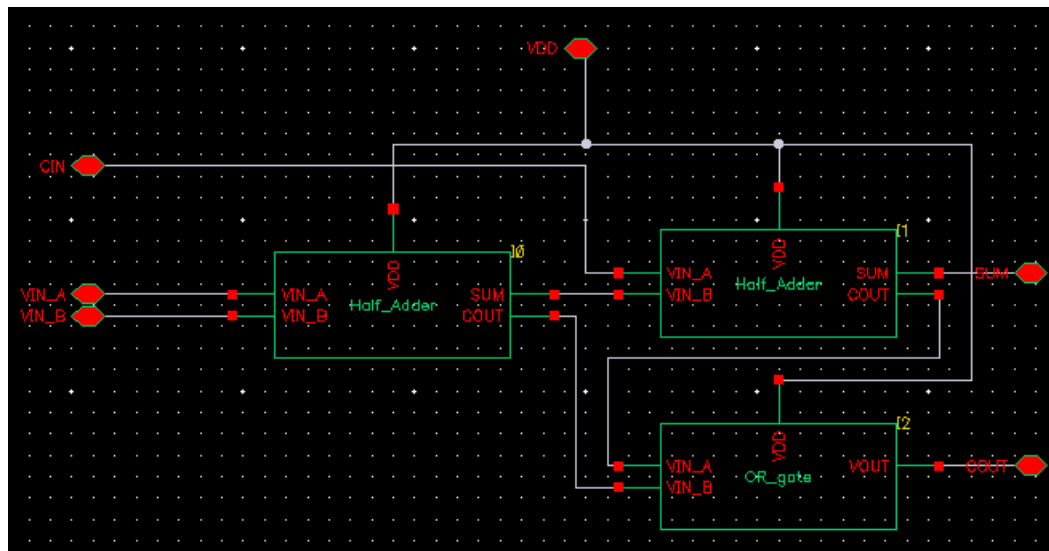 VDD
CIN
I0
VDD
VIN_A
VIN_B
VIN_A
VIN_B
Half_Adder
SUM
COUT
I1
VDD
VIN_A
VIN_B
Half_Adder
SUM
COUT
SUM
I2
VDD
VIN_A
VIN_B
OR_gate
VOUT
COUT